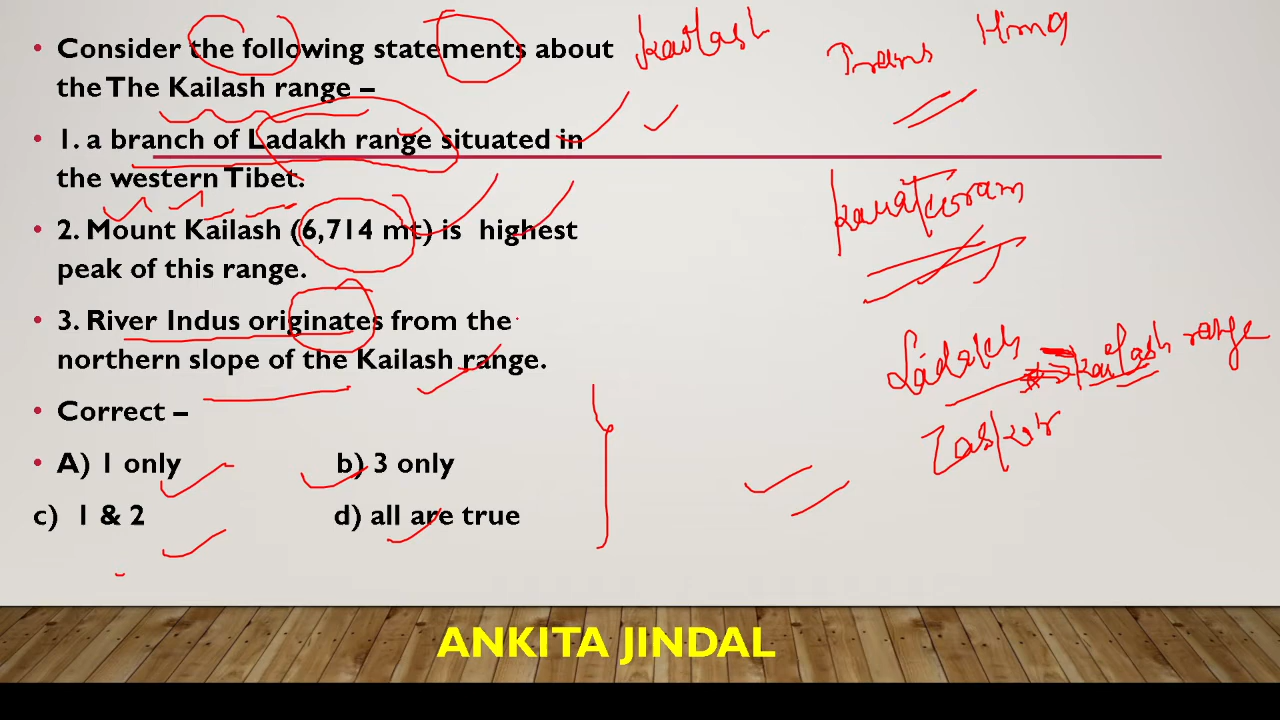 • Consider the following statements about
the The Kailash range –
• 1. a branch of Ladakh range situated in
the western Tibet.
• 2. Mount Kailash (6,714 mt) is highest
peak of this range.
• 3. River Indus originates from the
northern slope of the Kailash range.
• Correct –
• A) 1 only b) 3 only
c) 1 & 2 d) all are true
Kailash
Trans Hima
Ladakh Kailash range
Zaskar
ANKITA JINDAL